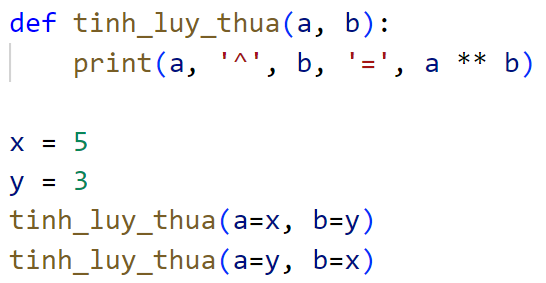 def tinh_luy_thua(a, b):
    print(a, '^', b, '=', a ** b)

x = 5
y = 3
tinh_luy_thua(a=x, b=y)
tinh_luy_thua(a=y, b=x)